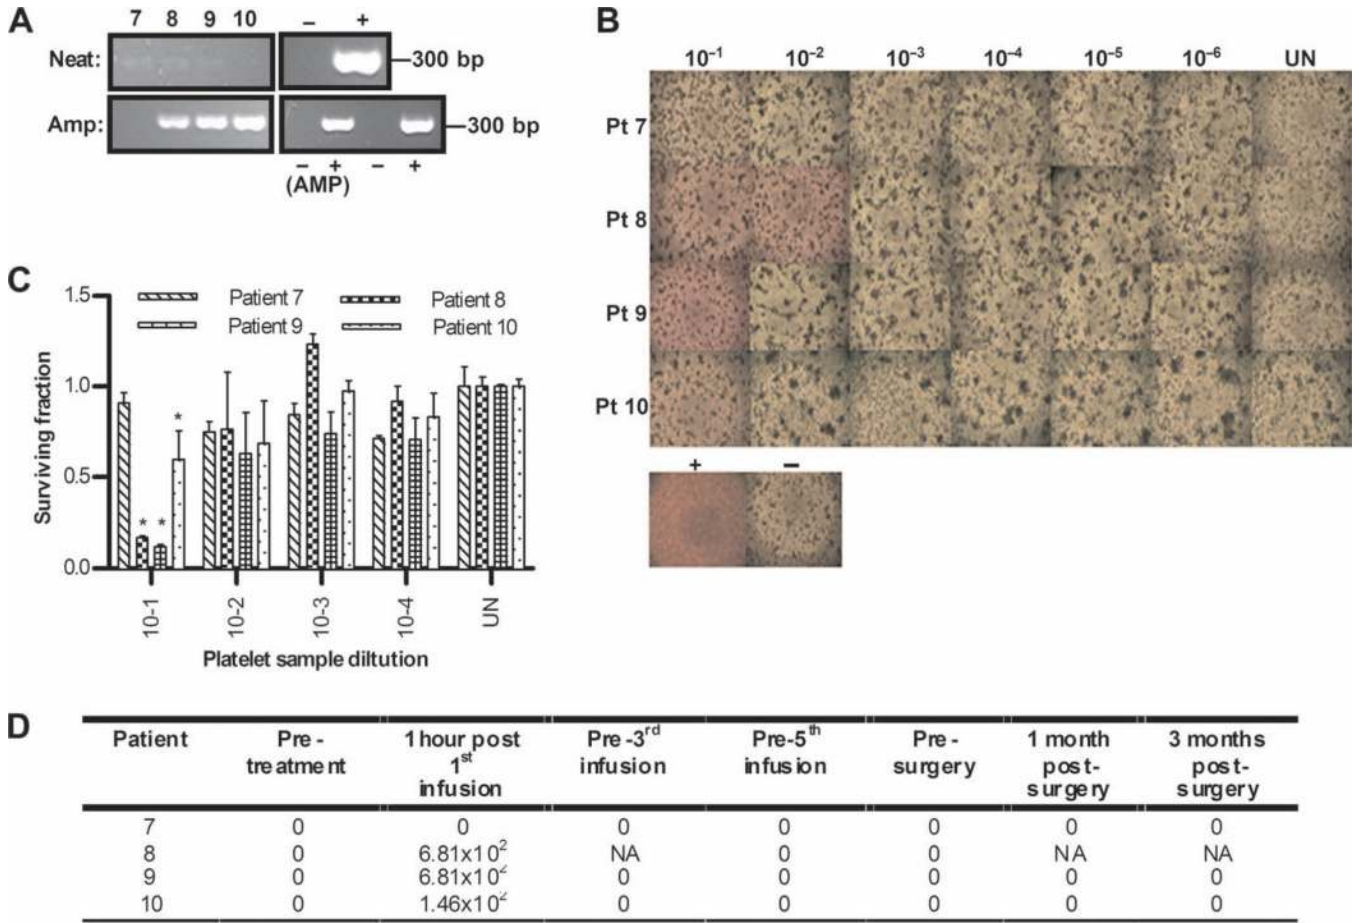 A
7 8 9 10 – +
Neat: 300 bp
Amp: 300 bp
– + – +
(AMP)
B
10⁻¹ 10⁻² 10⁻³ 10⁻⁴ 10⁻⁵ 10⁻⁶ UN
Pt 7
Pt 8
Pt 9
Pt 10
+ –
C
Surviving fraction
1.5
1.0
0.5
0.0
Patient 7 Patient 8
Patient 9 Patient 10
* * *
10-1 10-2 10-3 10-4 UN
Platelet sample diltution
D
Patient Pre - 1 hour post Pre -3ʳᵈ Pre-5ᵗʰ Pre - 1 month 3 months
treatment 1ˢᵗ infusion infusion surgery post- post-
infusion surgery surgery
7 0 0 0 0 0 0 0
8 0 6.81x10² NA 0 0 NA NA
9 0 6.81x10² 0 0 0 0 0
10 0 1.46x10² 0 0 0 0 0